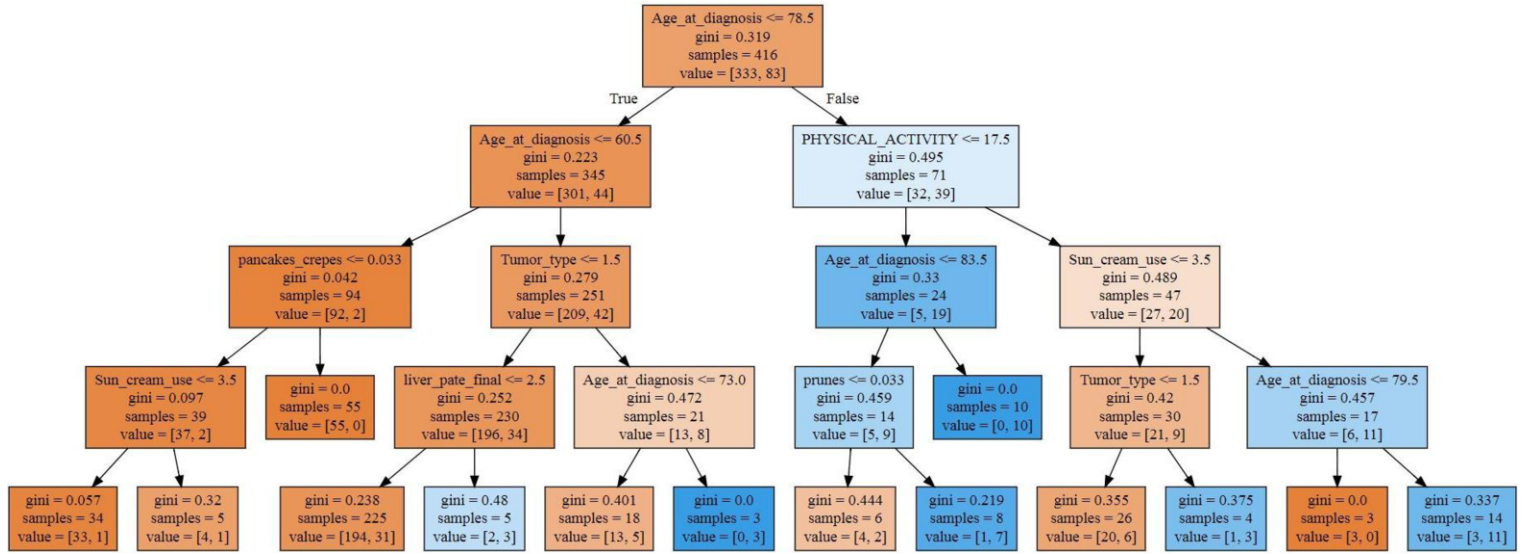 Age_at_diagnosis <= 78.5
gini = 0.319
samples = 416
value = [333, 83]
True
False
Age_at_diagnosis <= 60.5
gini = 0.223
samples = 345
value = [301, 44]
PHYSICAL_ACTIVITY <= 17.5
gini = 0.495
samples = 71
value = [32, 39]
pancakes_crepes <= 0.033
gini = 0.042
samples = 94
value = [92, 2]
Tumor_type <= 1.5
gini = 0.279
samples = 251
value = [209, 42]
Age_at_diagnosis <= 83.5
gini = 0.33
samples = 24
value = [5, 19]
Sun_cream_use <= 3.5
gini = 0.489
samples = 47
value = [27, 20]
Sun_cream_use <= 3.5
gini = 0.097
samples = 39
value = [37, 2]
gini = 0.0
samples = 55
value = [55, 0]
liver_pate_final <= 2.5
gini = 0.252
samples = 230
value = [196, 34]
Age_at_diagnosis <= 73.0
gini = 0.472
samples = 21
value = [13, 8]
prunes <= 0.033
gini = 0.459
samples = 14
value = [5, 9]
gini = 0.0
samples = 10
value = [0, 10]
Tumor_type <= 1.5
gini = 0.42
samples = 30
value = [21, 9]
Age_at_diagnosis <= 79.5
gini = 0.457
samples = 17
value = [6, 11]
gini = 0.057
samples = 34
value = [33, 1]
gini = 0.32
samples = 5
value = [4, 1]
gini = 0.238
samples = 225
value = [194, 31]
gini = 0.48
samples = 5
value = [2, 3]
gini = 0.401
samples = 18
value = [13, 5]
gini = 0.0
samples = 3
value = [0, 3]
gini = 0.444
samples = 6
value = [4, 2]
gini = 0.219
samples = 8
value = [1, 7]
gini = 0.355
samples = 26
value = [20, 6]
gini = 0.375
samples = 4
value = [1, 3]
gini = 0.0
samples = 3
value = [3, 0]
gini = 0.337
samples = 14
value = [3, 11]